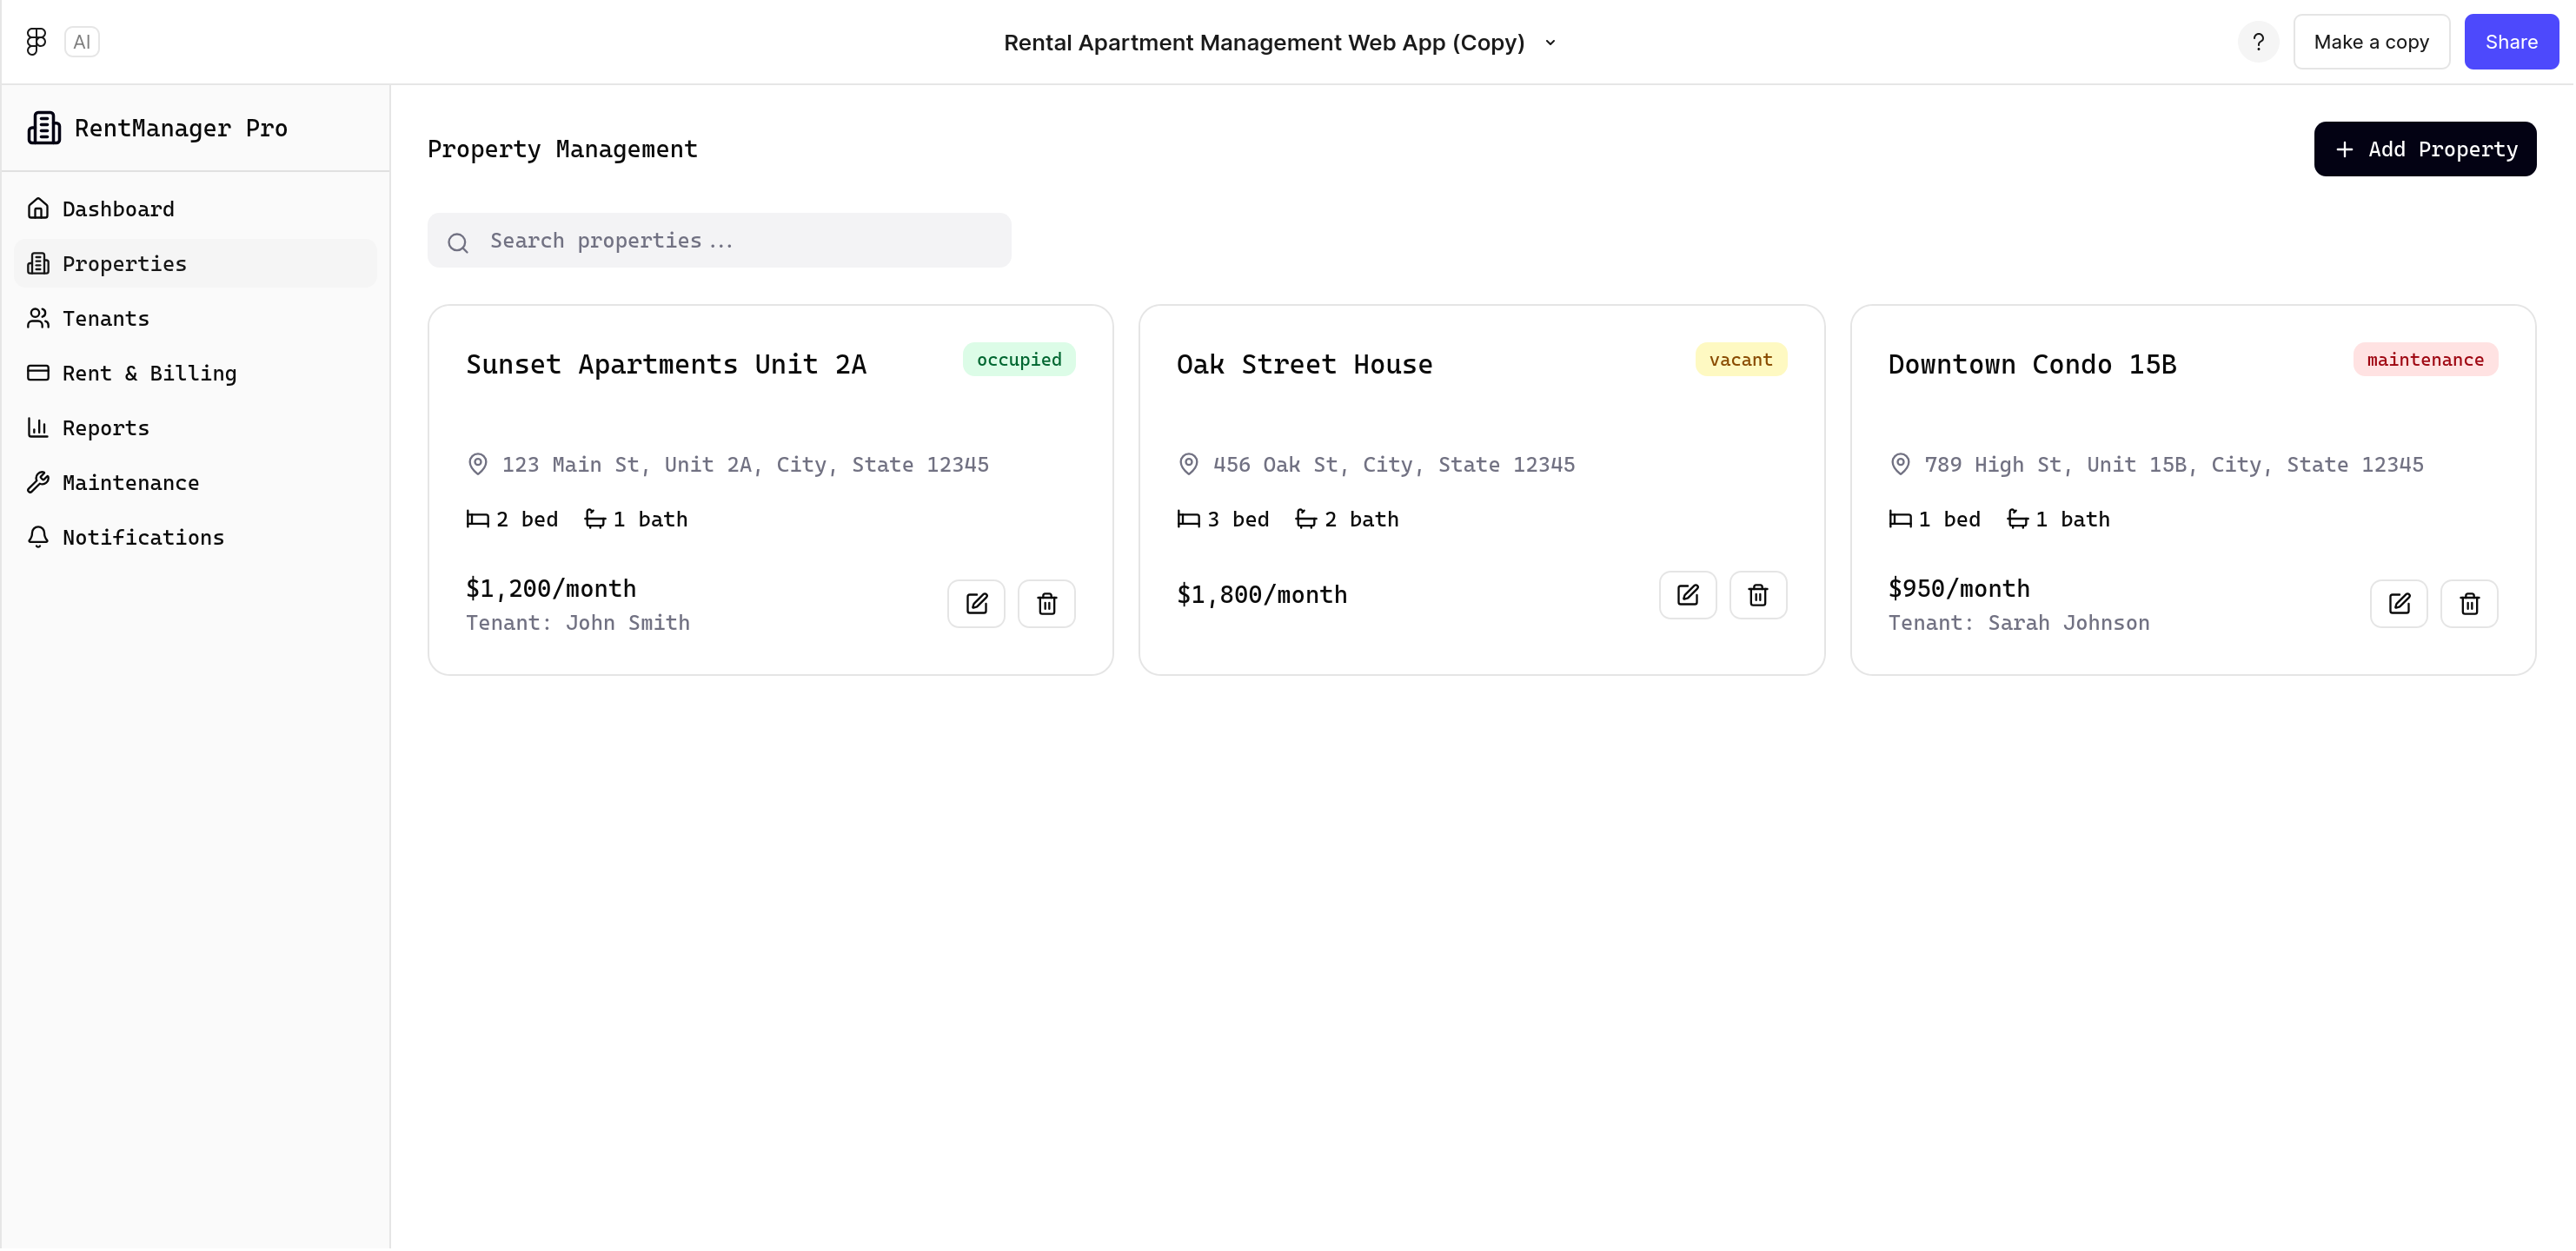 AI
Rental Apartment Management Web App (Copy)
?
Make a copy
Share
RentManager Pro
Dashboard
Properties
Tenants
Rent & Billing
Reports
Maintenance
Notifications
Property Management
+ Add Property
Search properties...
Sunset Apartments Unit 2A
occupied
123 Main St, Unit 2A, City, State 12345
2 bed 1 bath
$1,200/month
Tenant: John Smith
Oak Street House
vacant
456 Oak St, City, State 12345
3 bed 2 bath
$1,800/month
Downtown Condo 15B
maintenance
789 High St, Unit 15B, City, State 12345
1 bed 1 bath
$950/month
Tenant: Sarah Johnson